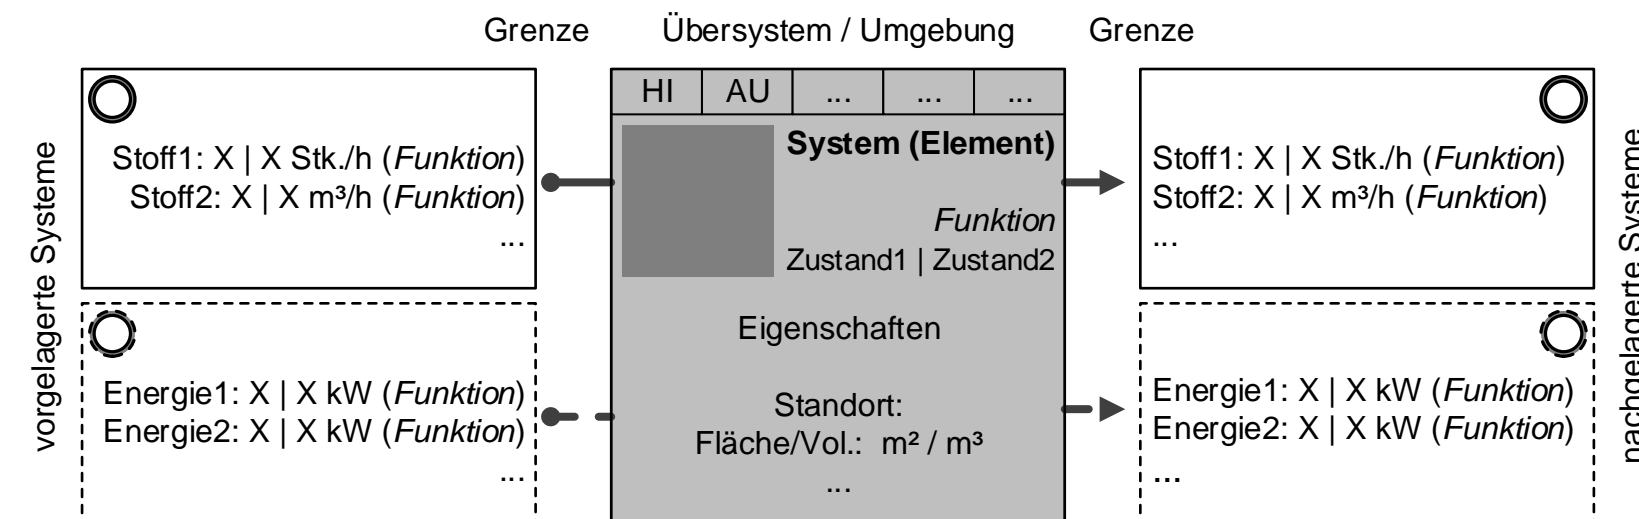 Grenze
Übersystem / Umgebung
Grenze
vorgelagerte Systeme
Stoff1: X | X Stk./h (Funktion)
Stoff2: X | X m³/h (Funktion)
...
Energie1: X | X kW (Funktion)
Energie2: X | X kW (Funktion)
...
HI AU ... ... ...
System (Element)
Funktion
Zustand1 | Zustand2
Eigenschaften
Standort:
Fläche/Vol.: m² / m³
...
Stoff1: X | X Stk./h (Funktion)
Stoff2: X | X m³/h (Funktion)
...
Energie1: X | X kW (Funktion)
Energie2: X | X kW (Funktion)
...
nachgelagerte Systeme